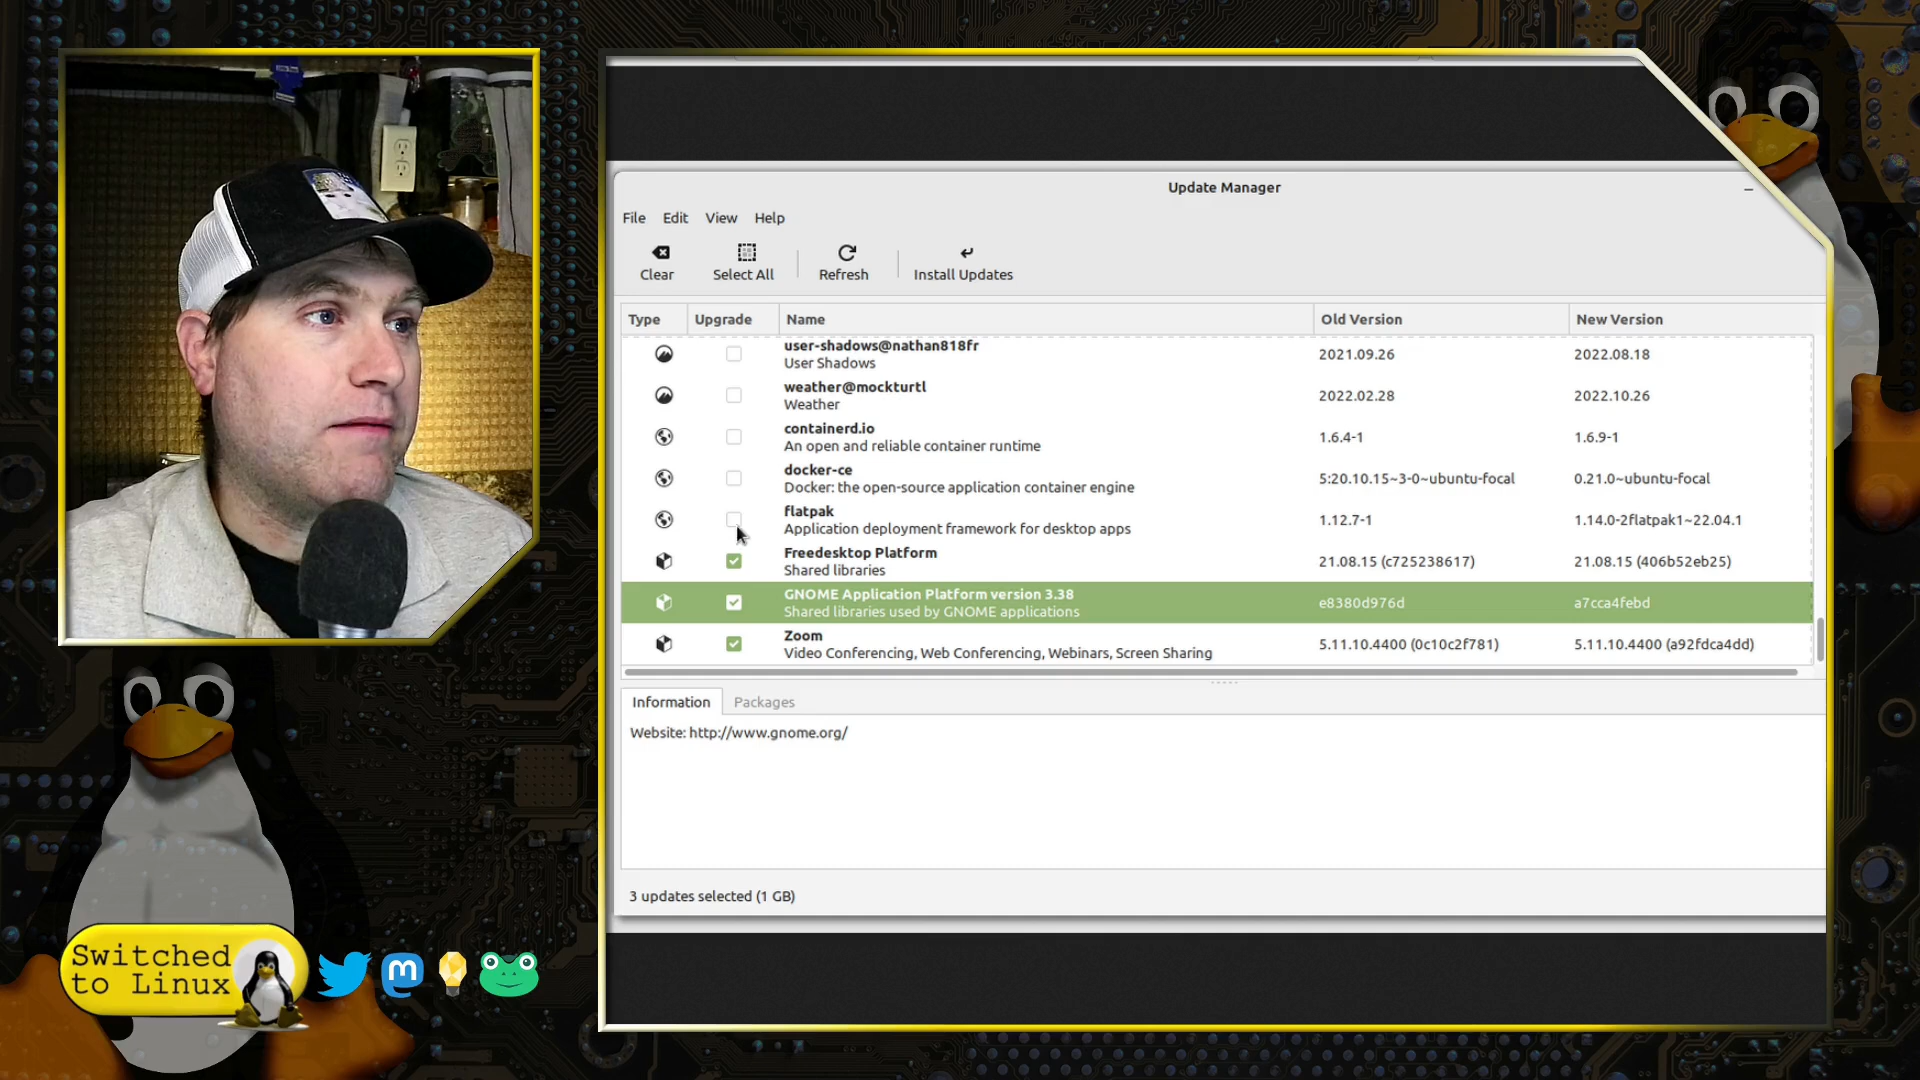 Update Manager
File Edit View Help
Clear Select All Refresh Install Updates
Type Upgrade Name Old Version New Version
user-shadows@nathan818fr
User Shadows
2021.09.26 2022.08.18
weather@mockturtl
Weather
2022.02.28 2022.10.26
containerd.io
An open and reliable container runtime
1.6.4-1 1.6.9-1
docker-ce
Docker: the open-source application container engine
5:20.10.15~3-0~ubuntu-focal 0.21.0~ubuntu-focal
flatpak
Application deployment framework for desktop apps
1.12.7-1 1.14.0-2flatpak1~22.04.1
Freedesktop Platform
Shared libraries
21.08.15 (c725238617) 21.08.15 (406b52eb25)
GNOME Application Platform version 3.38
Shared libraries used by GNOME applications
e8380d976d a7cca4febd
Zoom
Video Conferencing, Web Conferencing, Webinars, Screen Sharing
5.11.10.4400 (0c10c2f781) 5.11.10.4400 (a92fdca4dd)
Information Packages
Website: http://www.gnome.org/
3 updates selected (1 GB)
Switched
to Linux